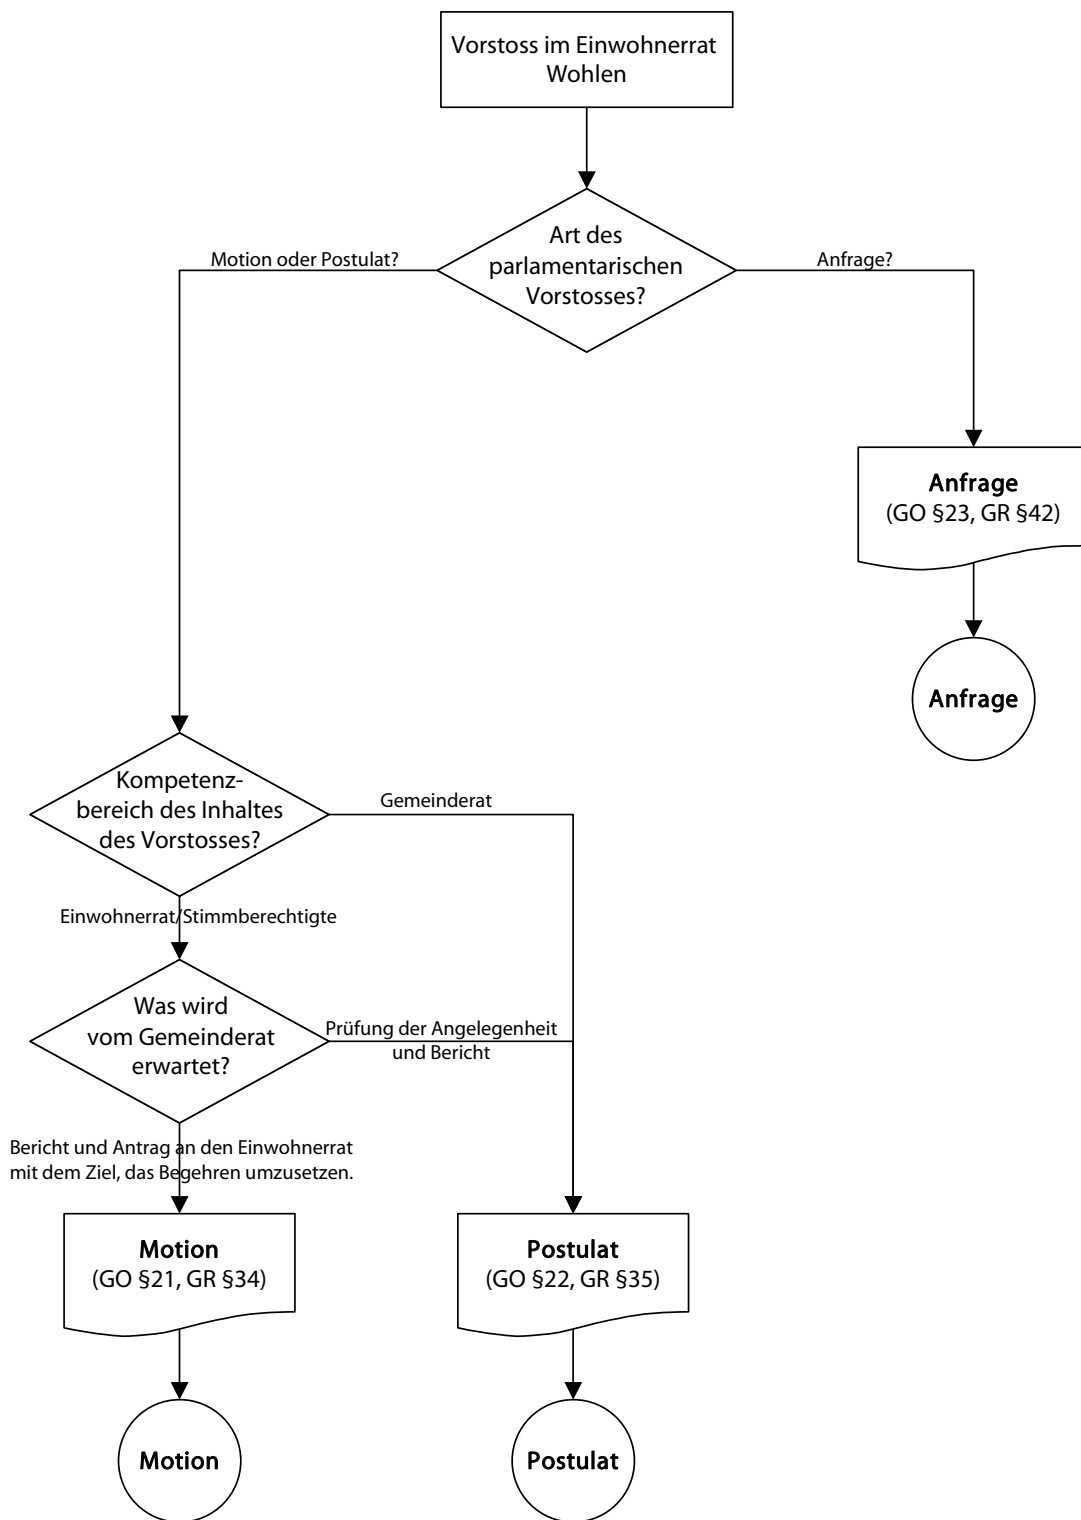 Vorstoss im Einwohnerrat
Wohlen
Art des
parlamentarischen
Vorstosses?
Motion oder Postulat?
Anfrage?
Anfrage
(GO §23, GR §42)
Anfrage
Kompetenz-
bereich des Inhaltes
des Vorstosses?
Gemeinderat
Einwohnerrat/Stimmberechtigte
Was wird
vom Gemeinderat
erwartet?
Prüfung der Angelegenheit
und Bericht
Bericht und Antrag an den Einwohnerrat
mit dem Ziel, das Begehren umzusetzen.
Motion
(GO §21, GR §34)
Postulat
(GO §22, GR §35)
Motion
Postulat